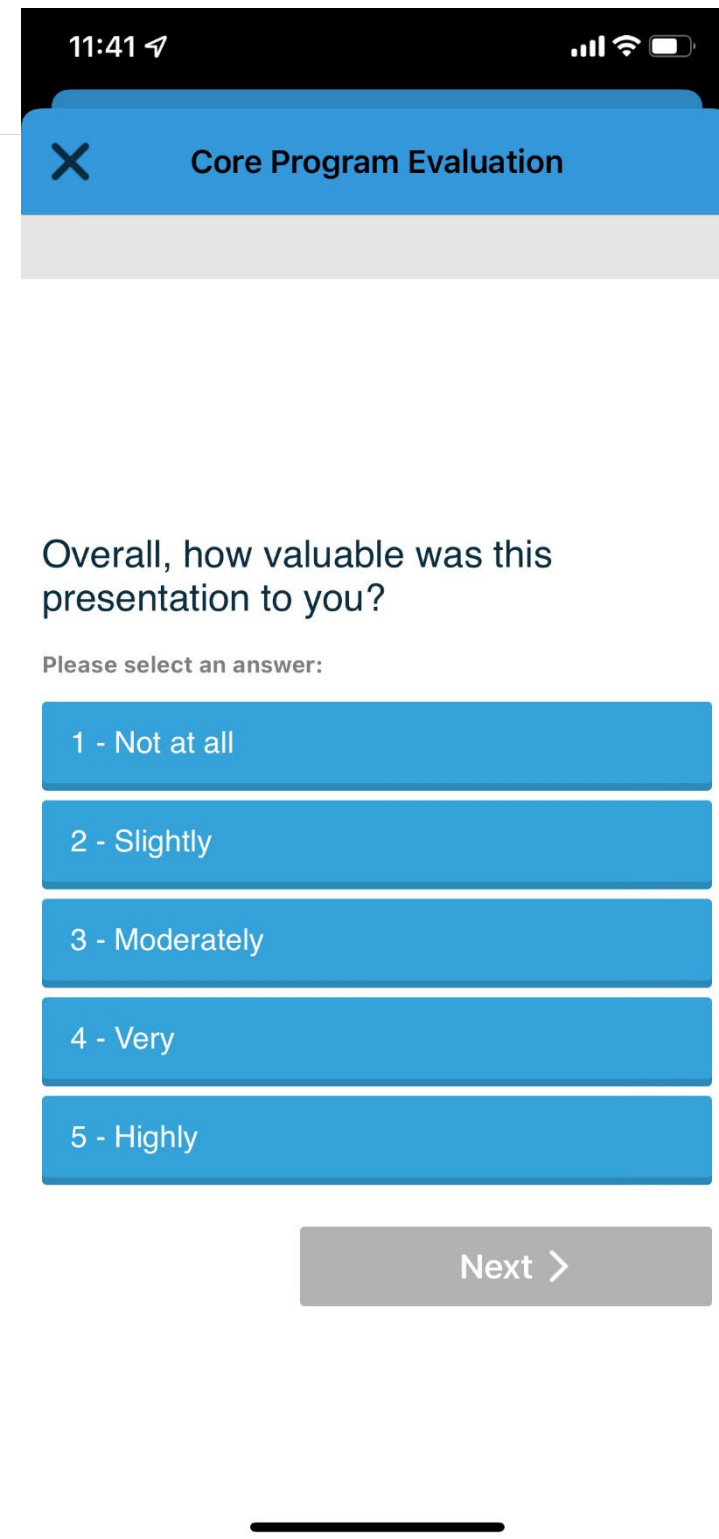 11:41
Core Program Evaluation
Overall, how valuable was this
presentation to you?
Please select an answer:
1 - Not at all
2 - Slightly
3 - Moderately
4 - Very
5 - Highly
Next